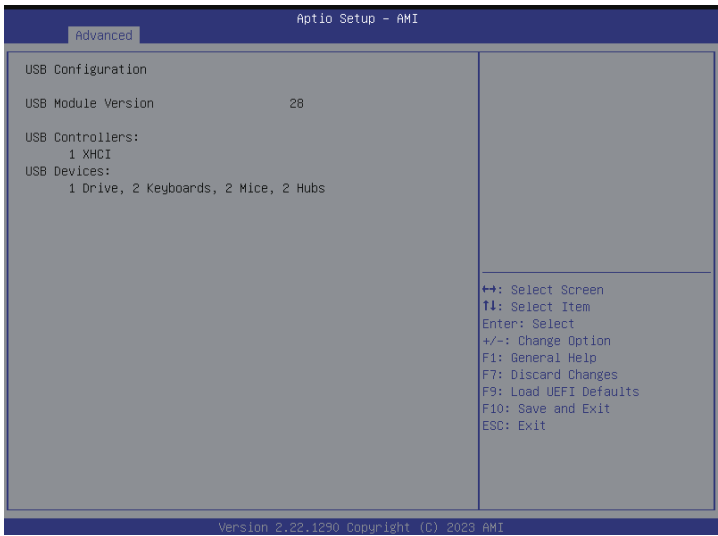 Aptio Setup – AMI
Advanced
USB Configuration
USB Module Version 28
USB Controllers:
1 XHCI
USB Devices:
1 Drive, 2 Keyboards, 2 Mice, 2 Hubs
↔: Select Screen
↑↓: Select Item
Enter: Select
+/-: Change Option
F1: General Help
F7: Discard Changes
F9: Load UEFI Defaults
F10: Save and Exit
ESC: Exit
Version 2.22.1290 Copyright (C) 2023 AMI